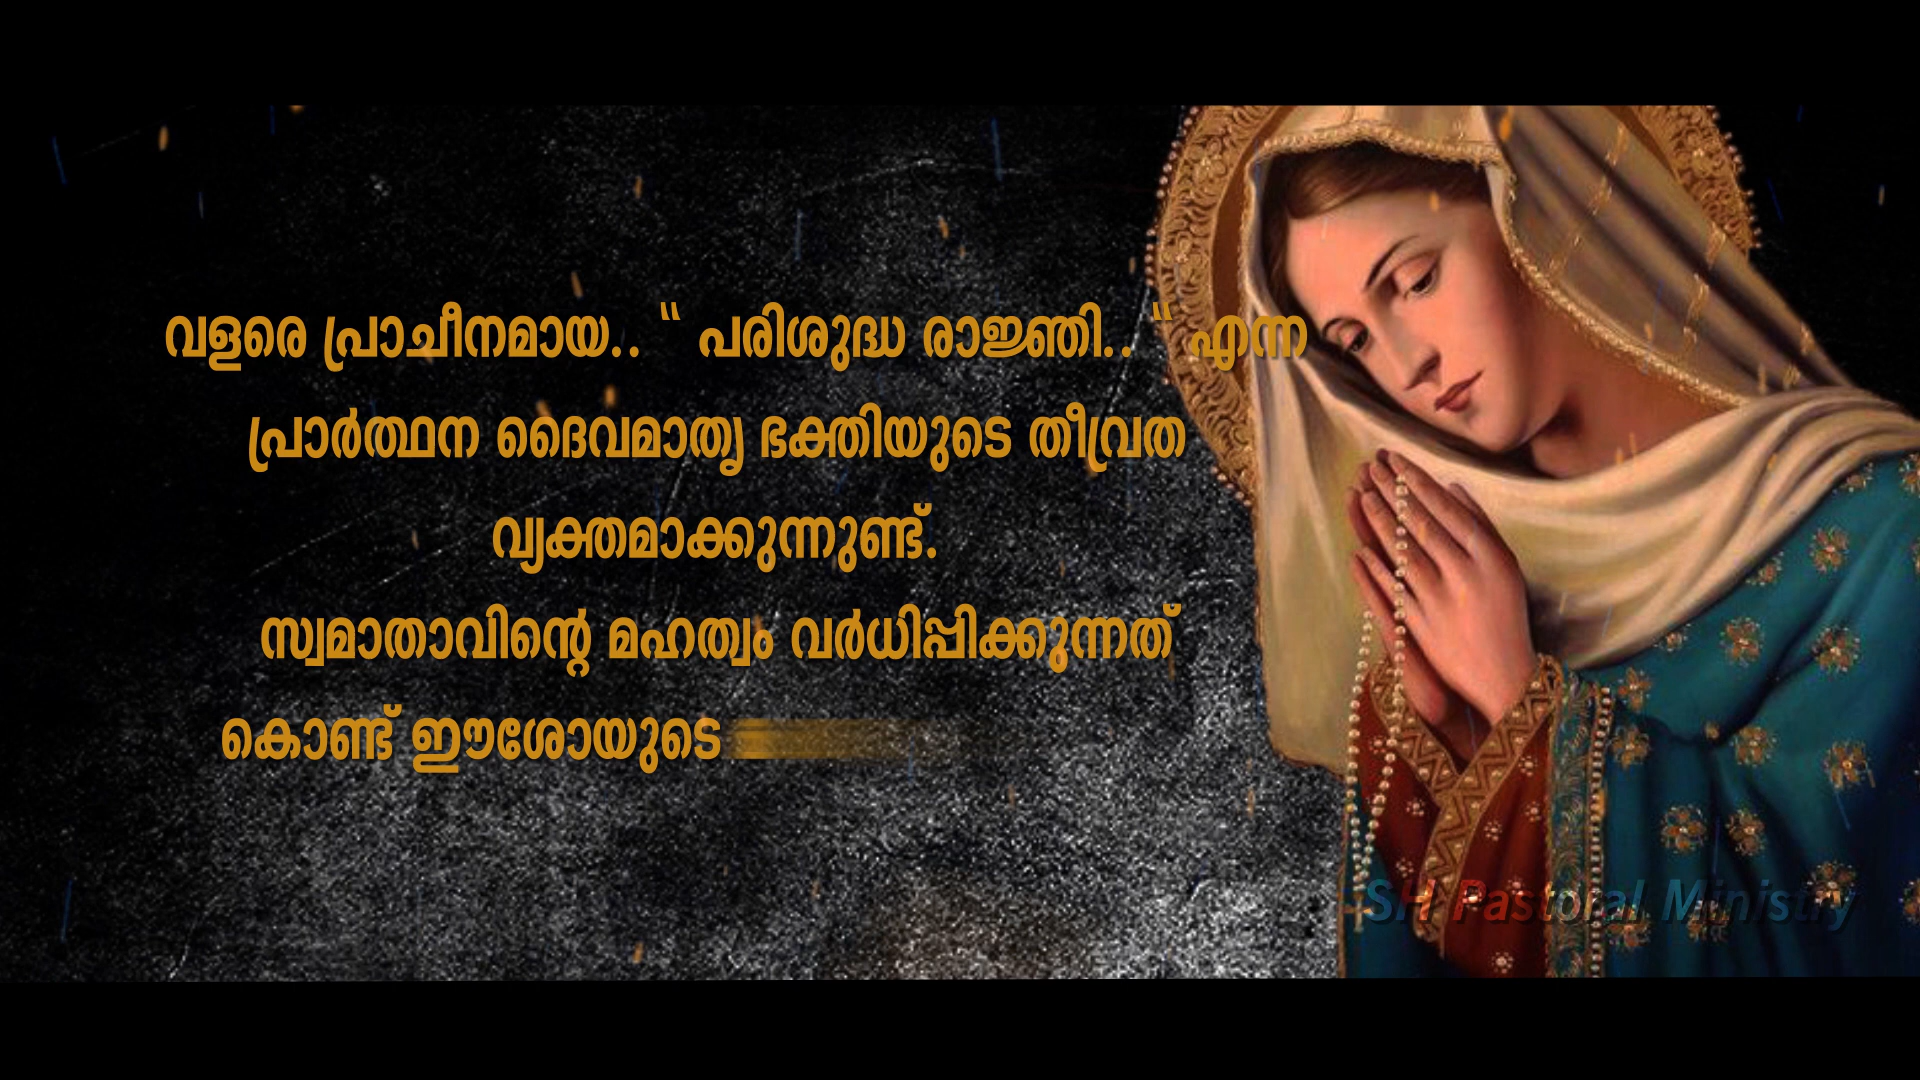 വളരെ പ്രാചീനമായ.. “ പരിശുദ്ധ രാജ്ഞി.. “ എന്ന
പ്രാർത്ഥന ദൈവമാതൃ ഭക്തിയുടെ തീവ്രത
വ്യക്തമാക്കുന്നുണ്ട്.
സ്വമാതാവിന്റെ മഹത്വം വർധിപ്പിക്കുന്നത്
കൊണ്ട് ഈശോയുടെ
SH Pastoral Ministry